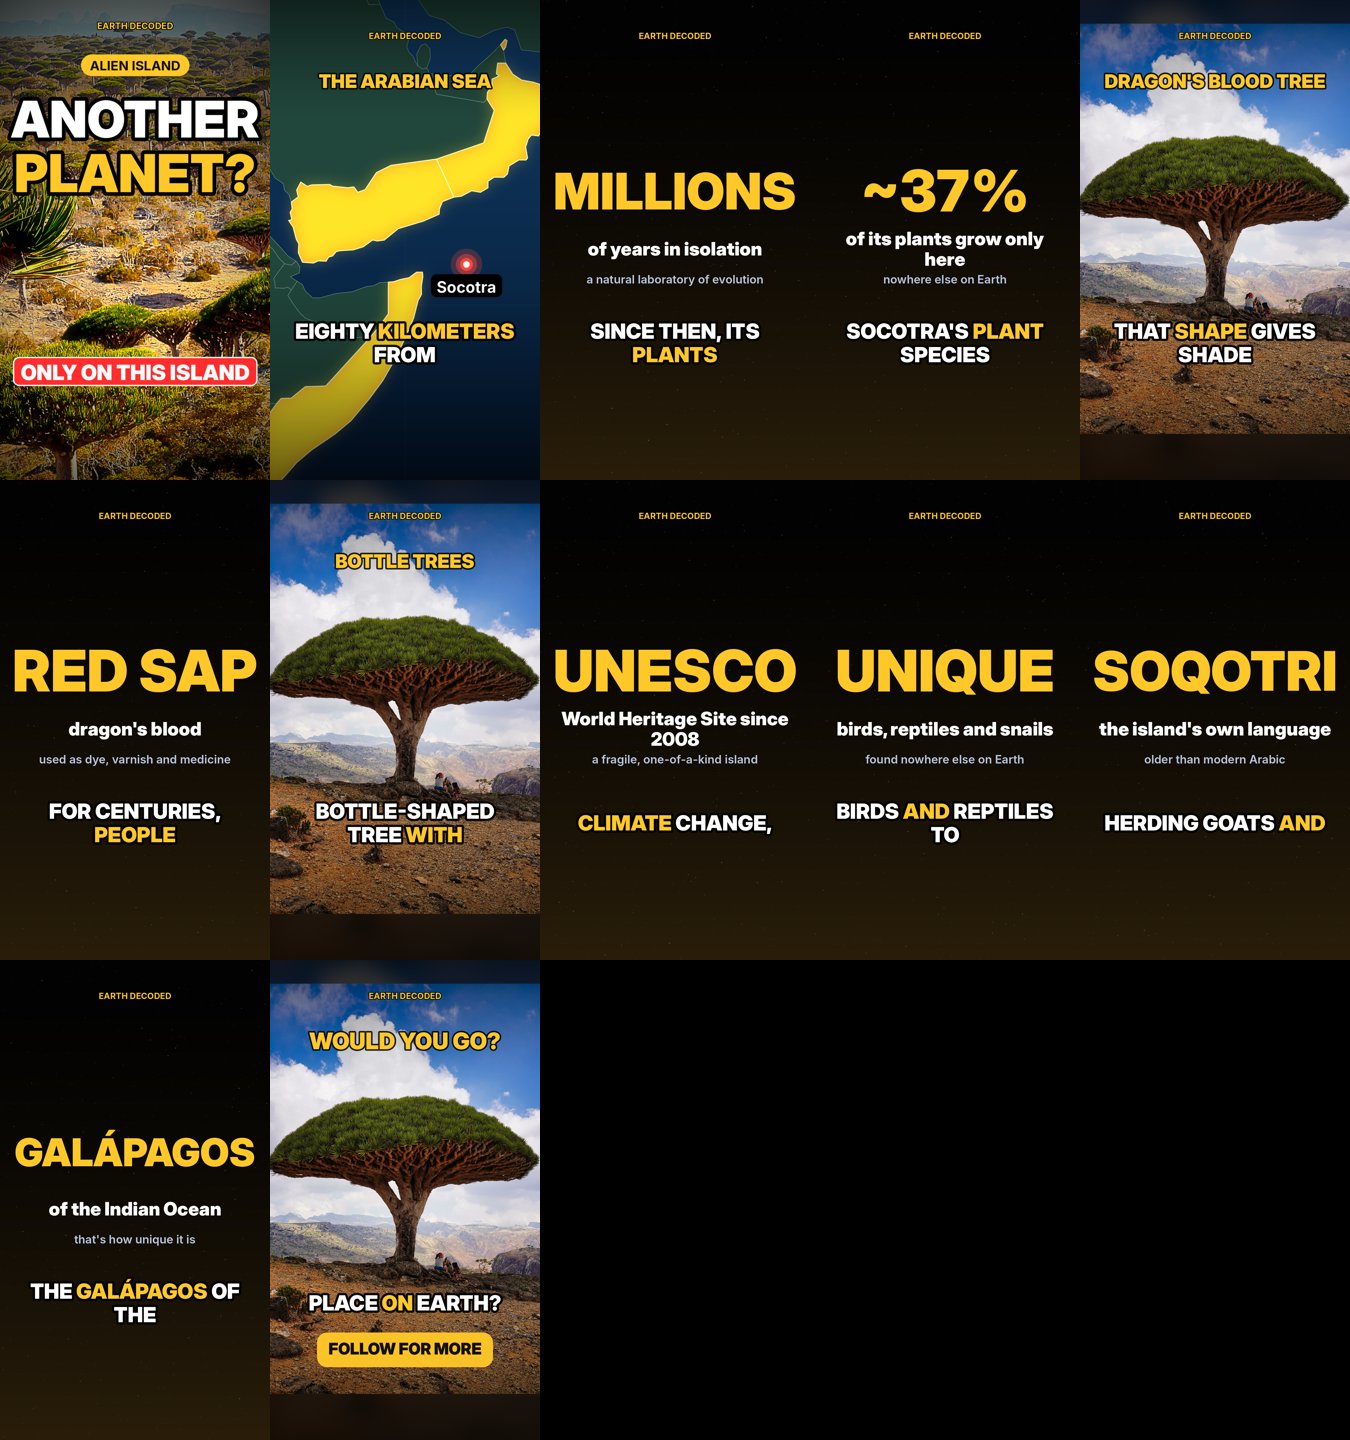 EARTH DECODED
ALIEN ISLAND
ANOTHER
PLANET?
ONLY ON THIS ISLAND
EARTH DECODED
THE ARABIAN SEA
Socotra
EIGHTY KILOMETERS
FROM
EARTH DECODED
MILLIONS
of years in isolation
a natural laboratory of evolution
SINCE THEN, ITS
PLANTS
EARTH DECODED
~37%
of its plants grow only
here
nowhere else on Earth
SOCOTRA'S PLANT
SPECIES
EARTH DECODED
DRAGON'S BLOOD TREE
THAT SHAPE GIVES
SHADE
EARTH DECODED
RED SAP
dragon's blood
used as dye, varnish and medicine
FOR CENTURIES,
PEOPLE
EARTH DECODED
BOTTLE TREES
BOTTLE-SHAPED
TREE WITH
EARTH DECODED
UNESCO
World Heritage Site since
2008
a fragile, one-of-a-kind island
CLIMATE CHANGE,
EARTH DECODED
UNIQUE
birds, reptiles and snails
found nowhere else on Earth
BIRDS AND REPTILES
TO
EARTH DECODED
SOQOTRI
the island's own language
older than modern Arabic
HERDING GOATS AND
EARTH DECODED
GALÁPAGOS
of the Indian Ocean
that's how unique it is
THE GALÁPAGOS OF
THE
EARTH DECODED
WOULD YOU GO?
PLACE ON EARTH?
FOLLOW FOR MORE